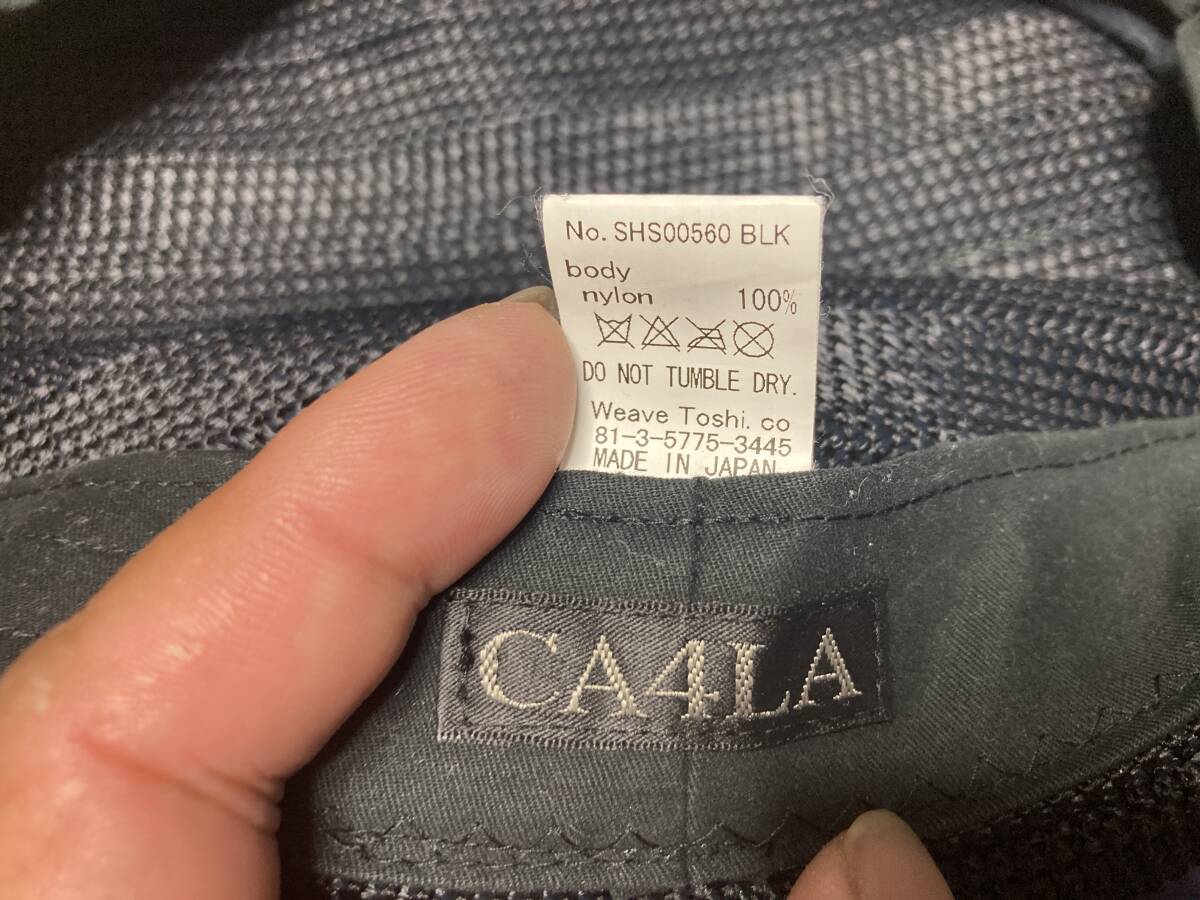 No. SHS00560 BLK
body
nylon 100%
DO NOT TUMBLE DRY.
Weave Toshi. co
81-3-5775-3445
MADE IN JAPAN
CA4LA